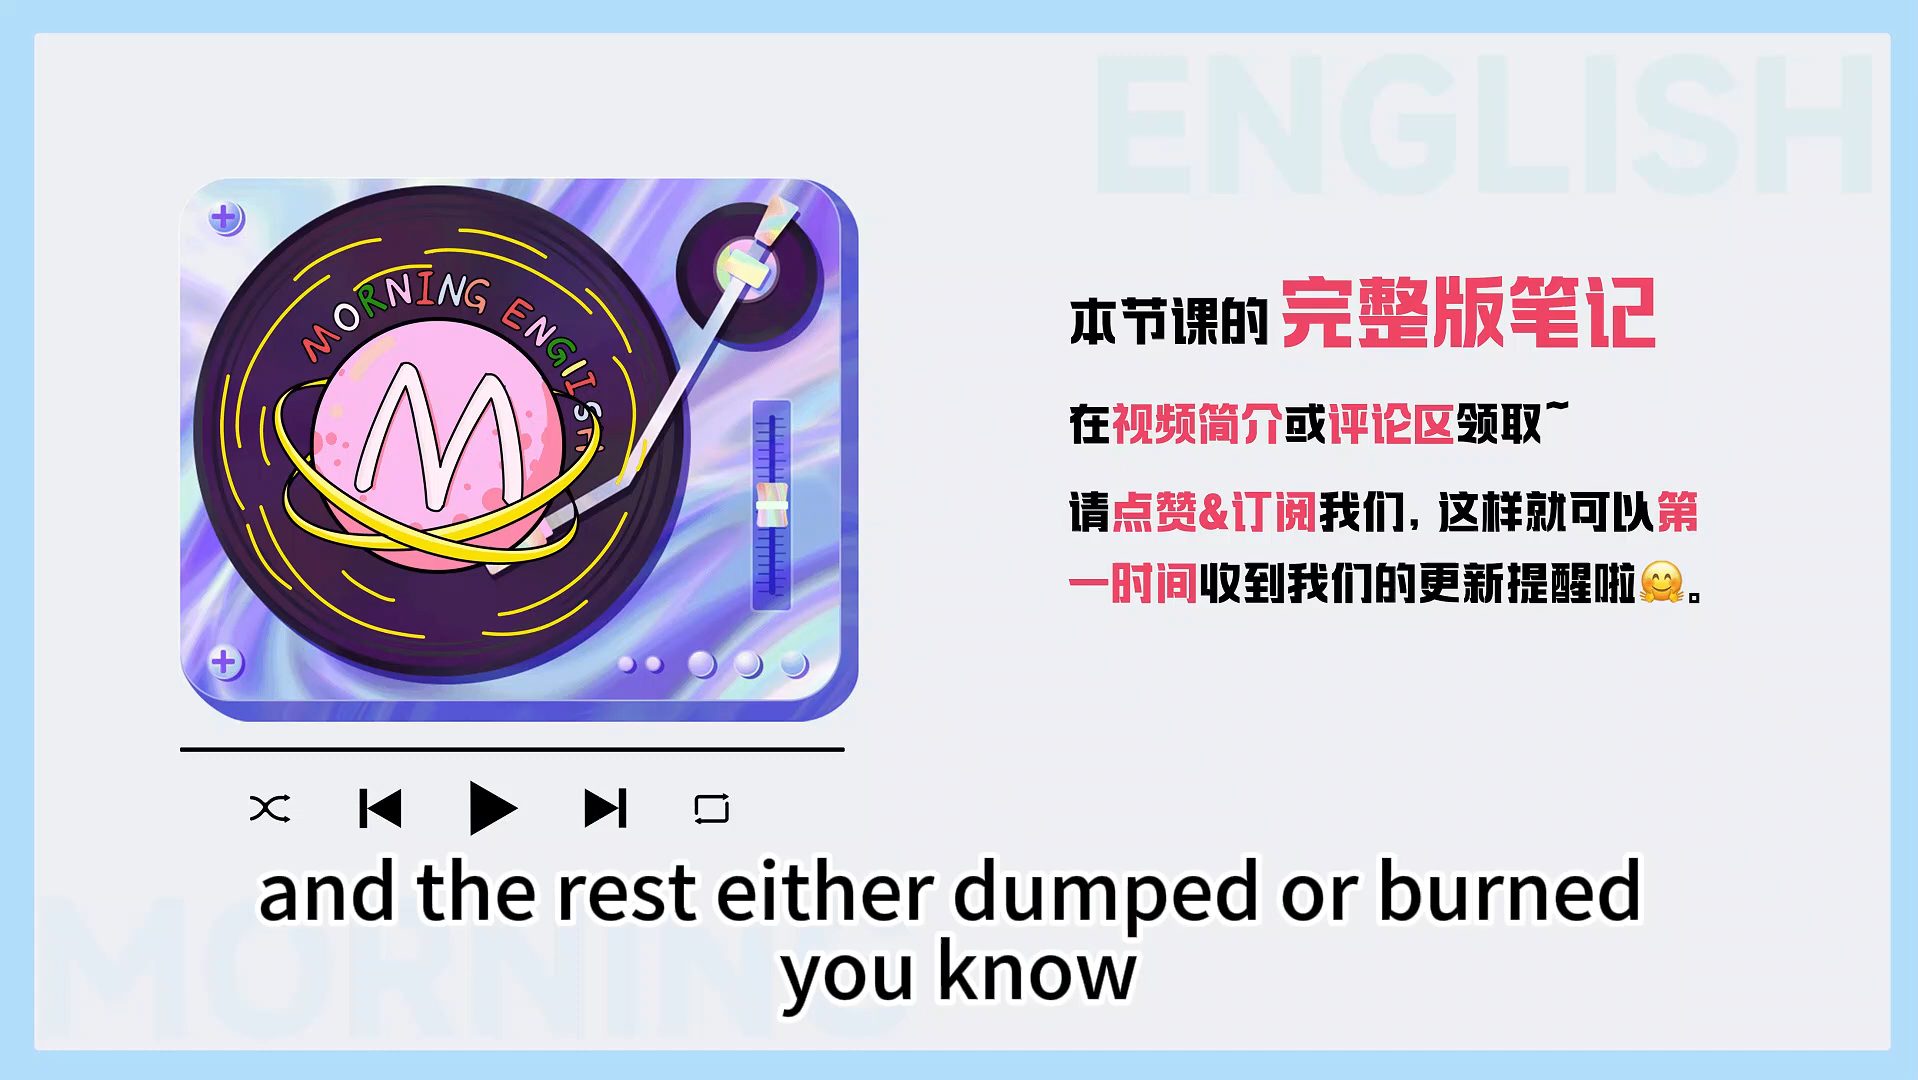 ENGLISH
MORNING ENGlISH
M
本节课的 完整版笔记
在视频简介或评论区领取~
请点赞&订阅我们，这样就可以第
一时间收到我们的更新提醒啦🤗。
and the rest either dumped or burned
you know
MORNING